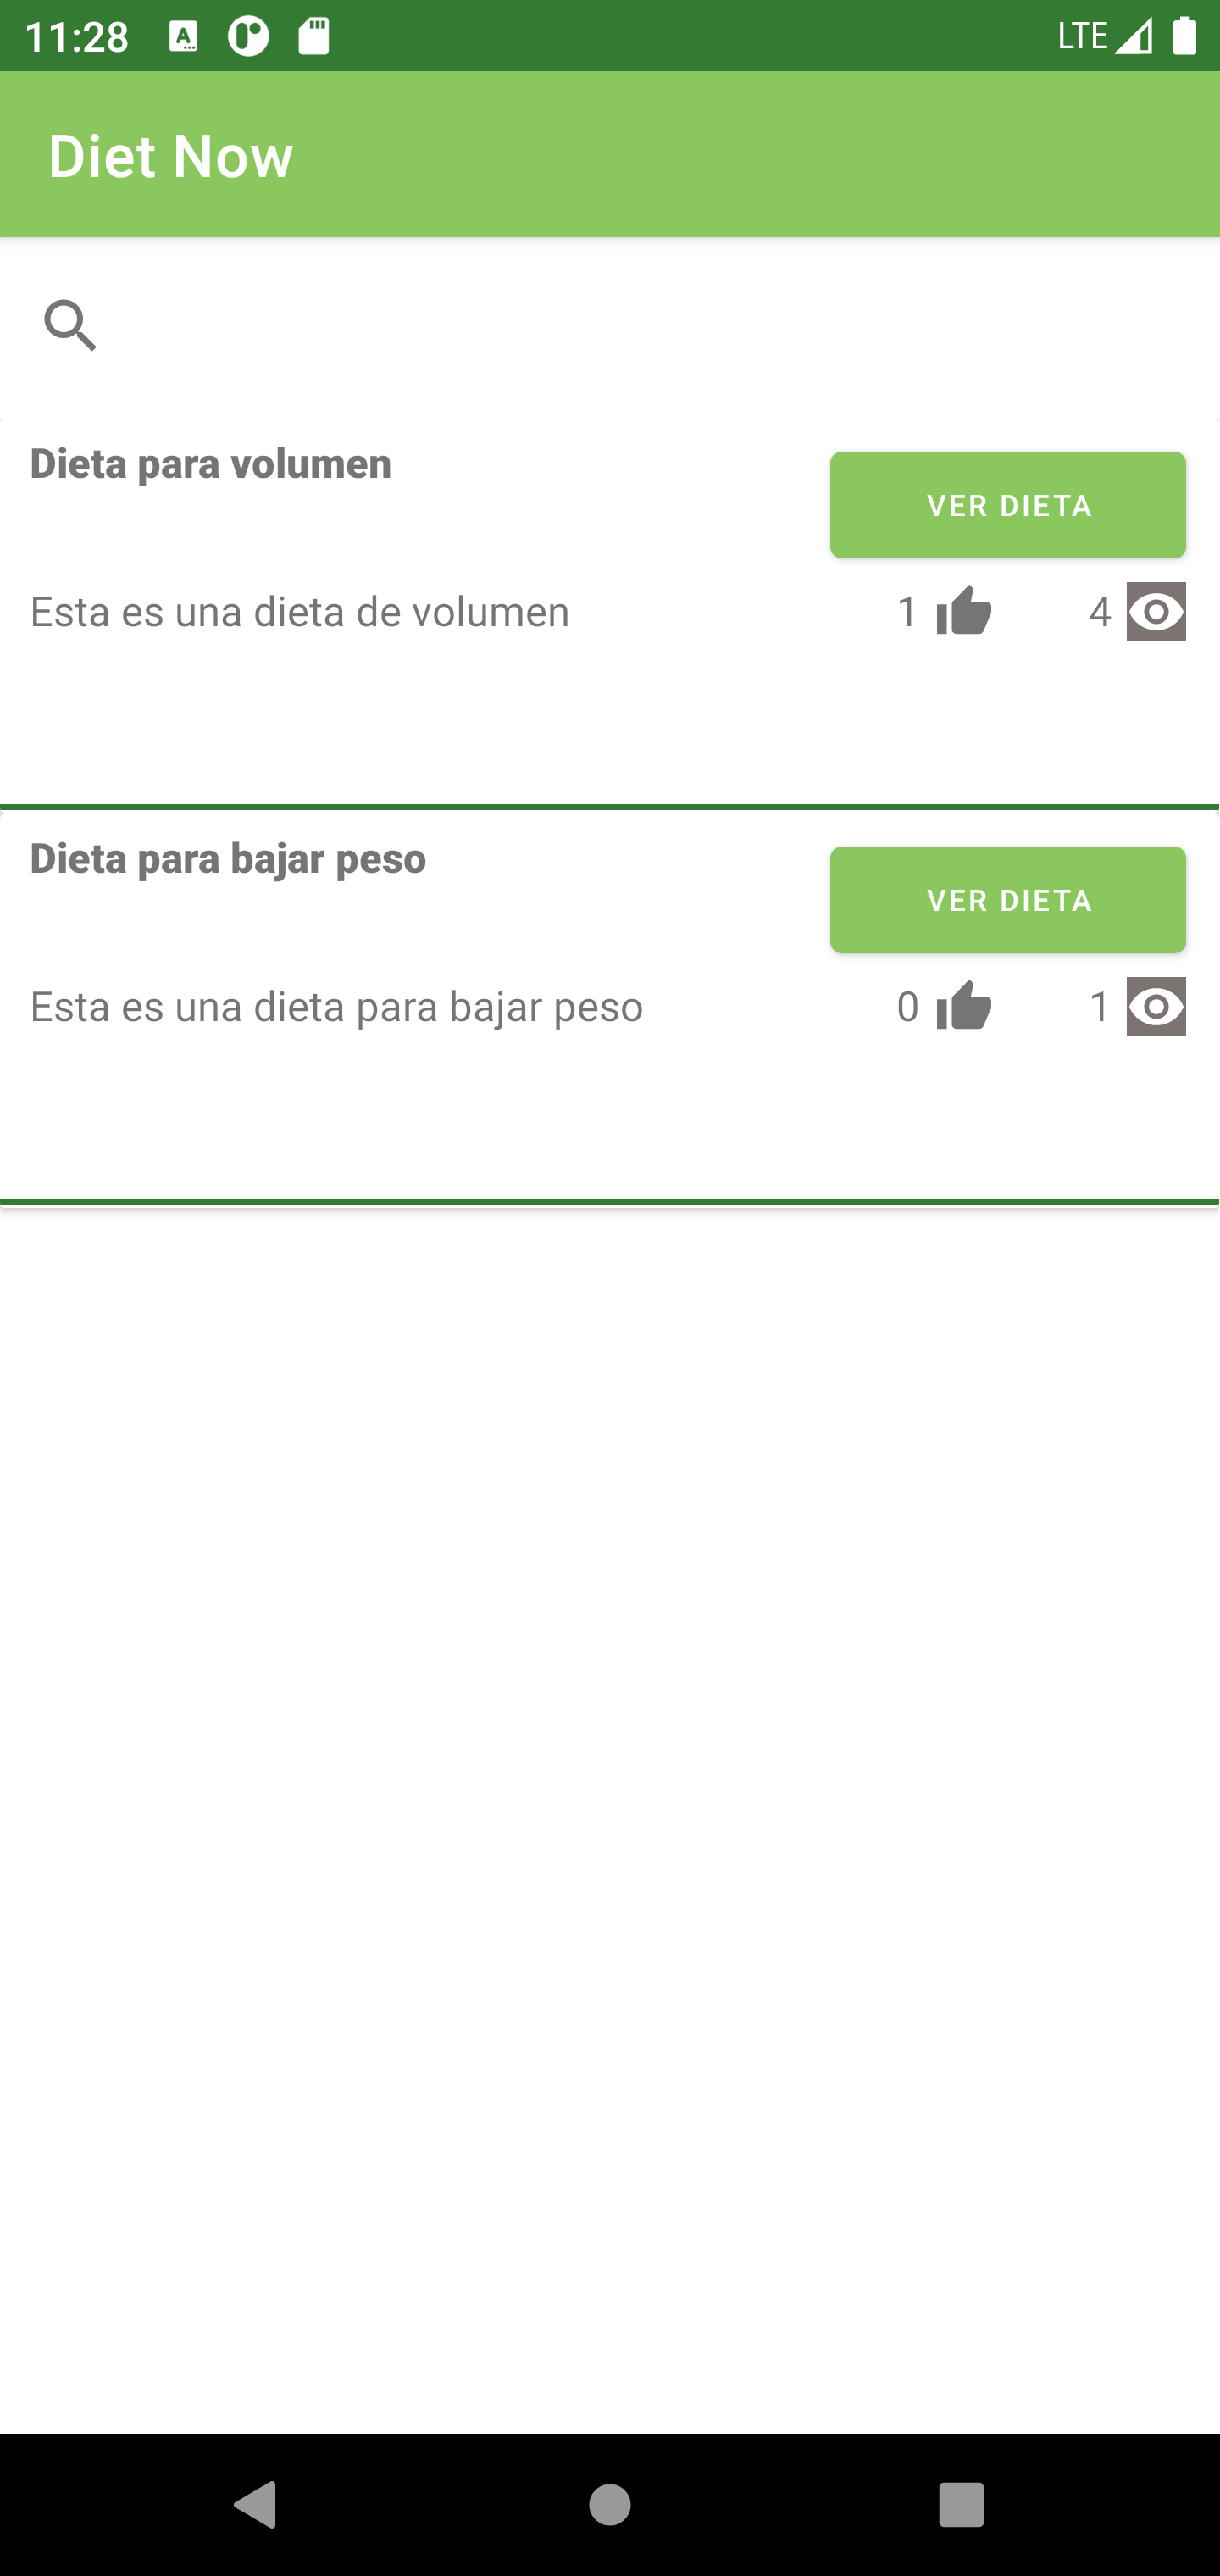 11:28 LTE
Diet Now
Dieta para volumen
VER DIETA
Esta es una dieta de volumen 1 4
Dieta para bajar peso
VER DIETA
Esta es una dieta para bajar peso 0 1